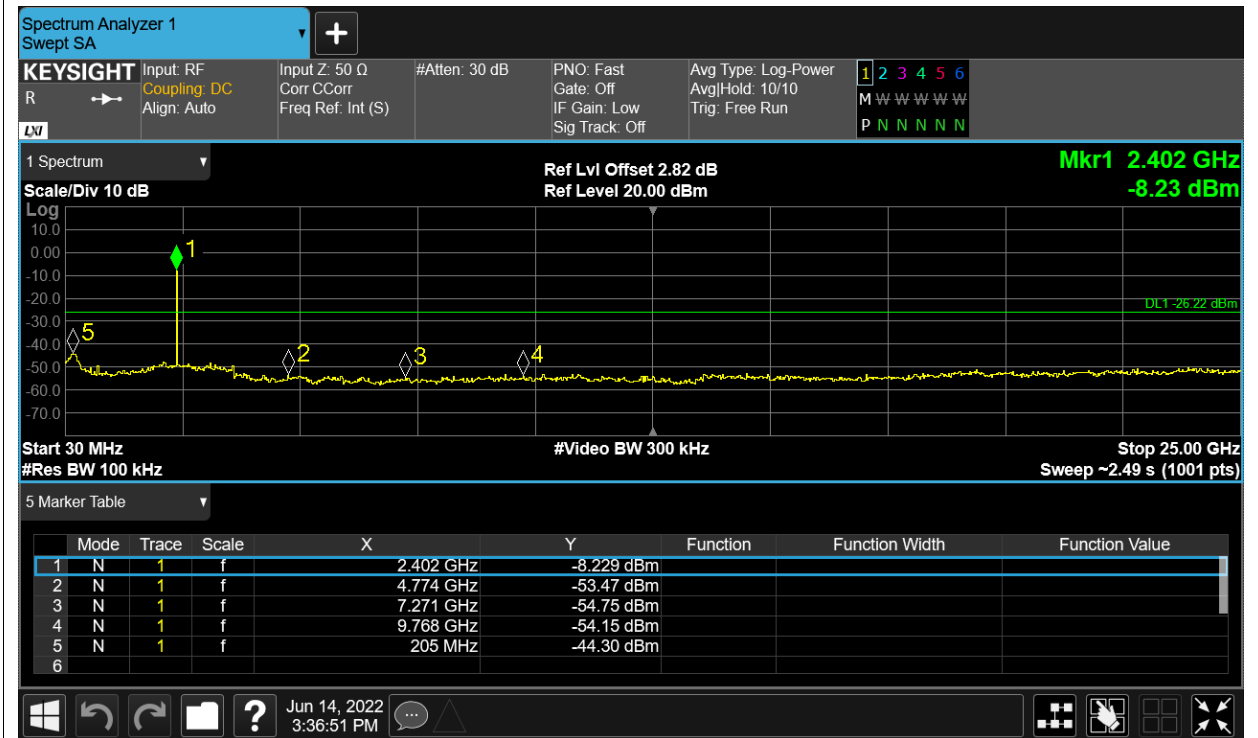 Spectrum Analyzer 1
Swept SA
+
KEYSIGHT
R
LXI
Input: RF
Coupling: DC
Align: Auto
Input Z: 50 Ω
Corr CCorr
Freq Ref: Int (S)
#Atten: 30 dB
PNO: Fast
Gate: Off
IF Gain: Low
Sig Track: Off
Avg Type: Log-Power
Avg|Hold: 10/10
Trig: Free Run
1 2 3 4 5 6
M W W W W W
P N N N N N
1 Spectrum
Scale/Div 10 dB
Ref Lvl Offset 2.82 dB
Ref Level 20.00 dBm
Mkr1 2.402 GHz
-8.23 dBm
Log
10.0
0.00
-10.0
-20.0
-30.0
-40.0
-50.0
-60.0
-70.0
1
DL1 -26.22 dBm
5
2
3
4
Start 30 MHz
#Video BW 300 kHz
Stop 25.00 GHz
#Res BW 100 kHz
Sweep ~2.49 s (1001 pts)
5 Marker Table
Mode Trace Scale X Y Function Function Width Function Value
1 N 1 f 2.402 GHz -8.229 dBm
2 N 1 f 4.774 GHz -53.47 dBm
3 N 1 f 7.271 GHz -54.75 dBm
4 N 1 f 9.768 GHz -54.15 dBm
5 N 1 f 205 MHz -44.30 dBm
6
?
Jun 14, 2022
3:36:51 PM